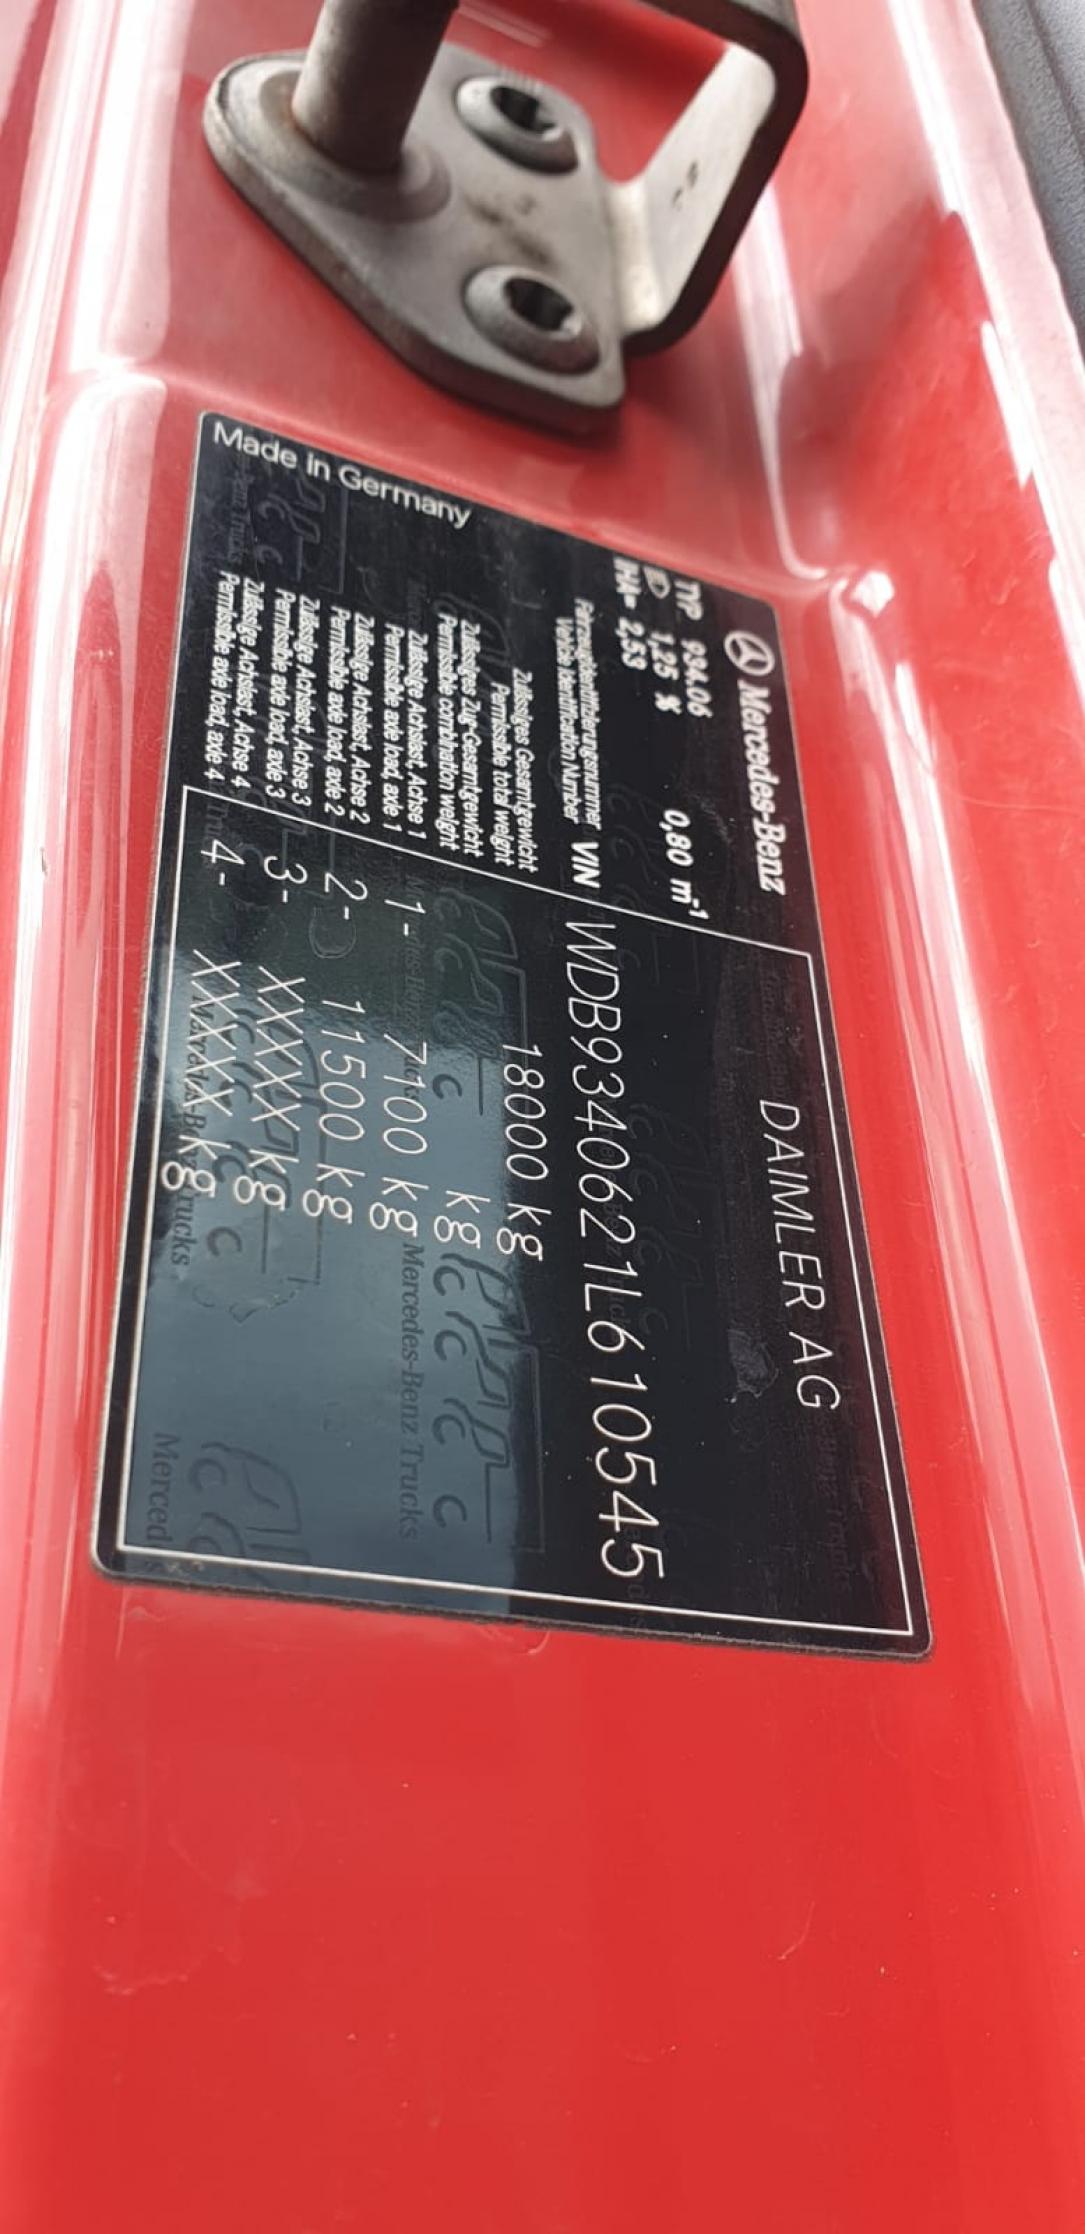 Mercedes-Benz
DAIMLER AG
TYP 934.06
1,25 % 0,80 m⁻¹
HA= 2,53
Fahrzeugidentifizierungsnummer
Vehicle Identification Number VIN WDB9340621L610545
Zulässiges Gesamtgewicht
Permissible total weight 18000 kg
Zulässiges Zug-Gesamtgewicht
Permissible combination weight kg
Zulässige Achslast, Achse 1
Permissible axle load, axle 1 1- 7100 kg
Zulässige Achslast, Achse 2
Permissible axle load, axle 2 2- 11500 kg
Zulässige Achslast, Achse 3
Permissible axle load, axle 3 3- XXXXX kg
Zulässige Achslast, Achse 4
Permissible axle load, axle 4 4- XXXXX kg
Made in Germany
Mercedes-Benz Trucks